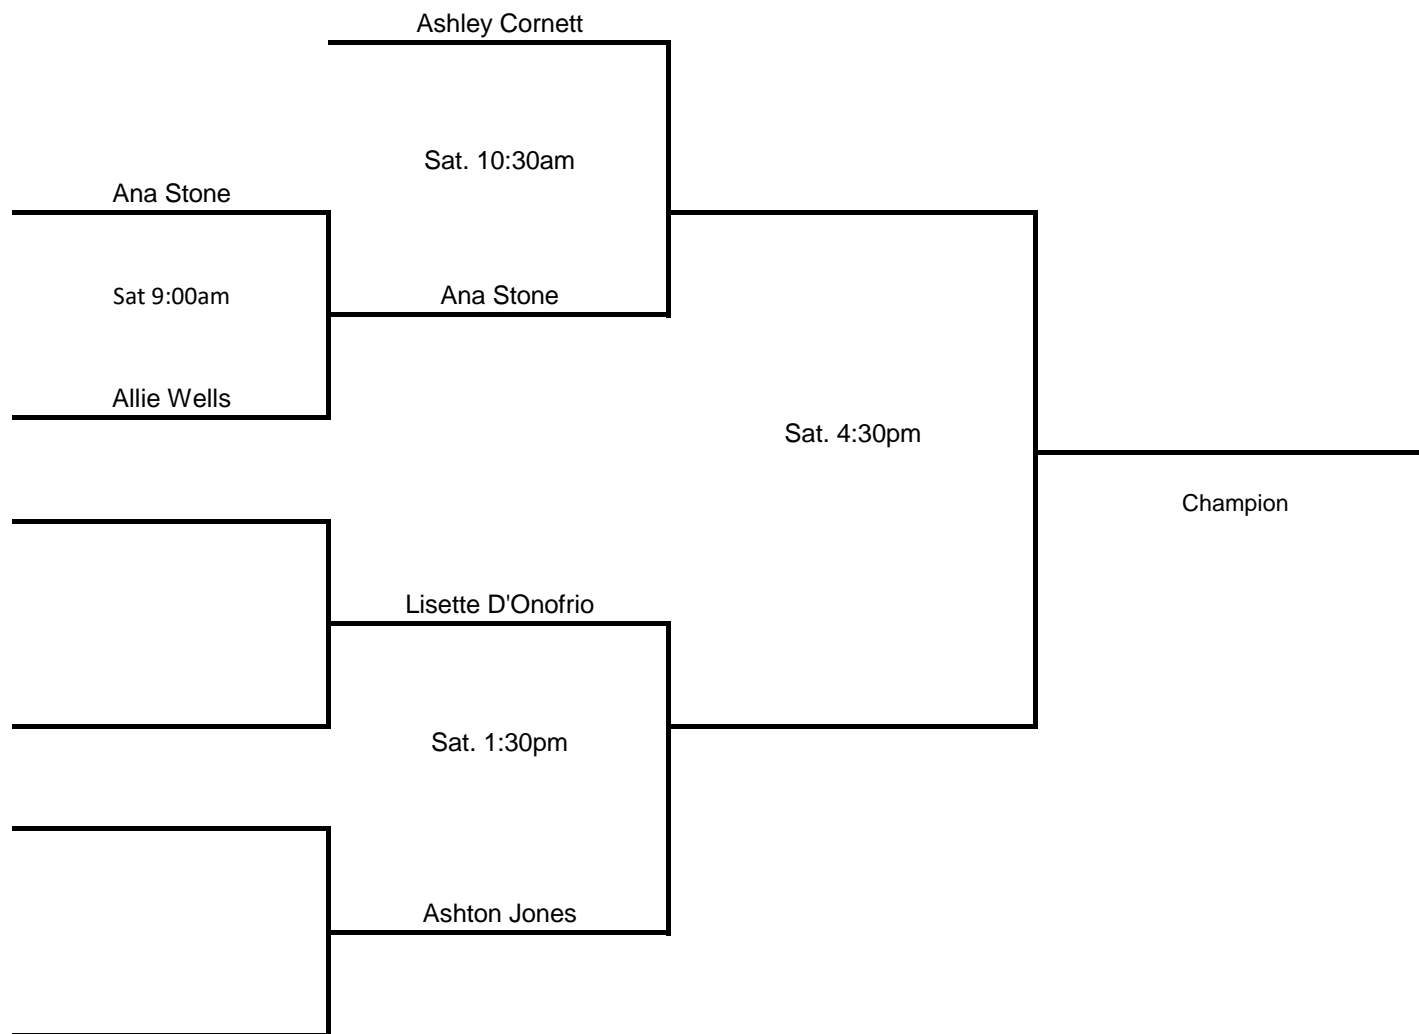 Ashley Cornett
Sat. 10:30am
Ana Stone
Sat 9:00am
Ana Stone
Allie Wells
Sat. 4:30pm
Champion
Lisette D'Onofrio
Sat. 1:30pm
Ashton Jones